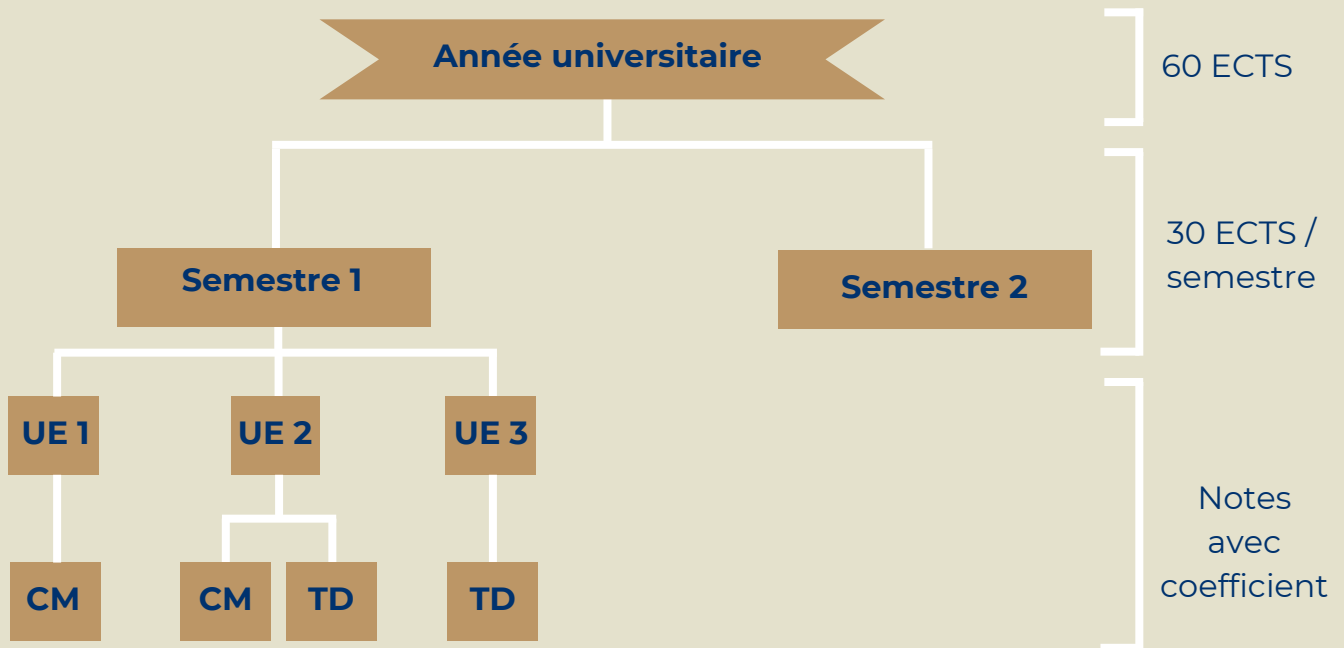 Année universitaire
60 ECTS
30 ECTS /
semestre
Semestre 1
Semestre 2
UE 1
UE 2
UE 3
Notes
avec
coefficient
CM
CM
TD
TD